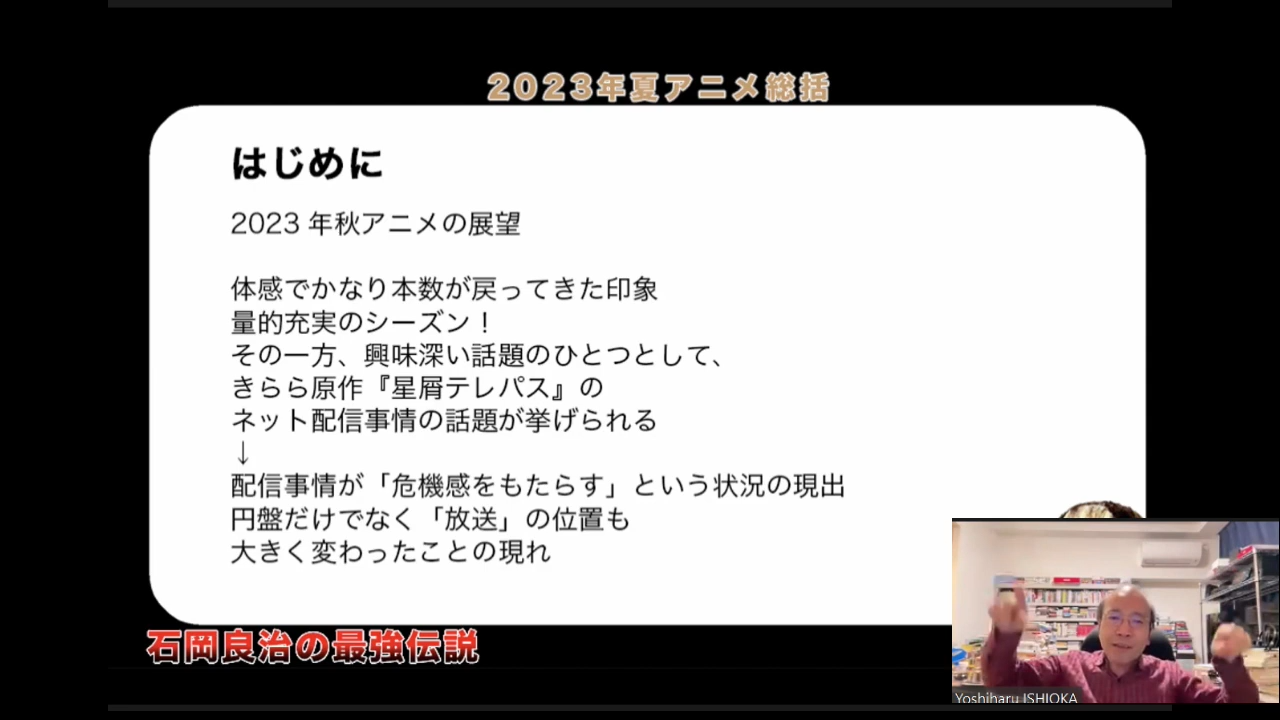 2023年夏アニメ総括
はじめに
2023 年秋アニメの展望
体感でかなり本数が戻ってきた印象
量的充実のシーズン！
その一方、興味深い話題のひとつとして、
きらら原作『星屑テレパス』の
ネット配信事情の話題が挙げられる
↓
配信事情が「危機感をもたらす」という状況の現出
円盤だけでなく「放送」の位置も
大きく変わったことの現れ
石岡良治の最強伝説
Yoshiharu ISHIOKA